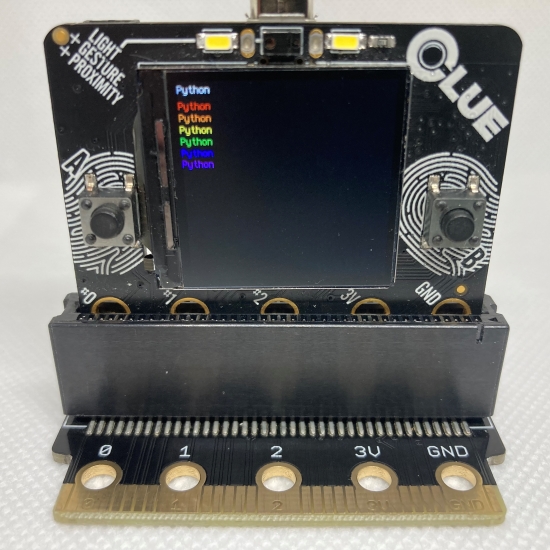 LIGHT
GESTURE
+PROXIMITY
CLUE
Python
Python
Python
Python
Python
Python
Python
A
B
#0
#1
#2
3V
GND
0
1
2
3V
GND